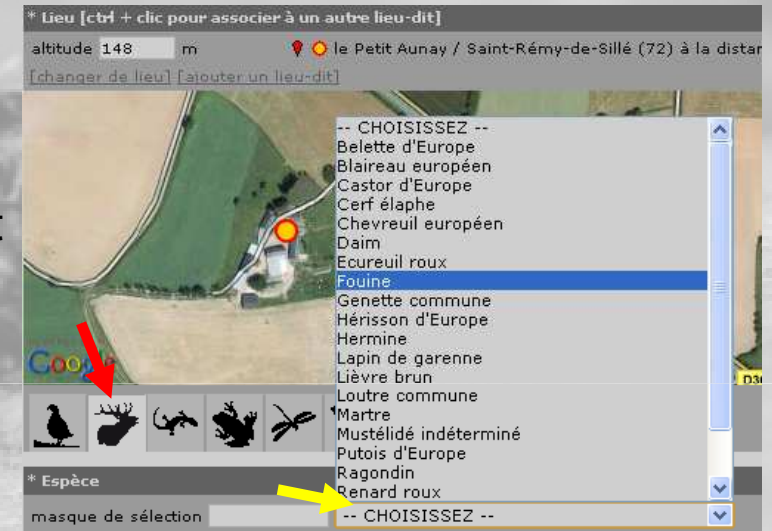 * Lieu [ctrl + clic pour associer à un autre lieu-dit]
altitude 148 m le Petit Aunay / Saint-Rémy-de-Sillé (72) à la distan
[changer de lieu] [ajouter un lieu-dit]
-- CHOISISSEZ --
Belette d'Europe
Blaireau européen
Castor d'Europe
Cerf élaphe
Chevreuil européen
Daim
Ecureuil roux
Fouine
Genette commune
Hérisson d'Europe
Hermine
Lapin de garenne
Lièvre brun
Loutre commune
Martre
Mustélidé indéterminé
Putois d'Europe
Ragondin
Renard roux
Google
* Espèce
masque de sélection -- CHOISISSEZ --